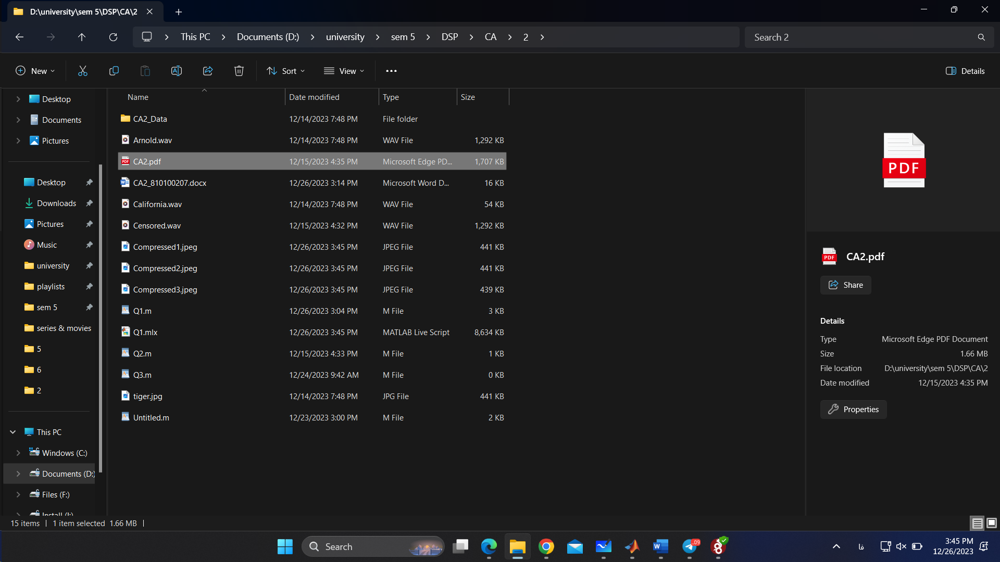 D:\university\sem 5\DSP\CA\2
This PC
Documents (D:)
university
sem 5
DSP
CA
2
Search 2
New
Sort
View
Details
Desktop
Documents
Pictures
Desktop
Downloads
Pictures
Music
university
playlists
sem 5
series & movies
5
6
2
This PC
Windows (C:)
Documents (D:)
Files (F:)
Name Date modified Type Size
CA2_Data 12/14/2023 7:48 PM File folder
Arnold.wav 12/14/2023 7:48 PM WAV File 1,292 KB
CA2.pdf 12/15/2023 4:35 PM Microsoft Edge PD... 1,707 KB
CA2_810100207.docx 12/26/2023 3:14 PM Microsoft Word D... 16 KB
California.wav 12/14/2023 7:48 PM WAV File 54 KB
Censored.wav 12/15/2023 4:32 PM WAV File 1,292 KB
Compressed1.jpeg 12/26/2023 3:45 PM JPEG File 441 KB
Compressed2.jpeg 12/26/2023 3:45 PM JPEG File 441 KB
Compressed3.jpeg 12/26/2023 3:45 PM JPEG File 439 KB
Q1.m 12/26/2023 3:04 PM M File 3 KB
Q1.mlx 12/26/2023 3:45 PM MATLAB Live Script 8,634 KB
Q2.m 12/15/2023 4:33 PM M File 1 KB
Q3.m 12/24/2023 9:42 AM M File 0 KB
tiger.jpg 12/14/2023 7:48 PM JPG File 441 KB
Untitled.m 12/23/2023 3:00 PM M File 2 KB
PDF
PDF
CA2.pdf
Share
Details
Type Microsoft Edge PDF Document
Size 1.66 MB
File location D:\university\sem 5\DSP\CA\2
Date modified 12/15/2023 4:35 PM
Properties
15 items 1 item selected 1.66 MB
Search
فا
3:45 PM
12/26/2023